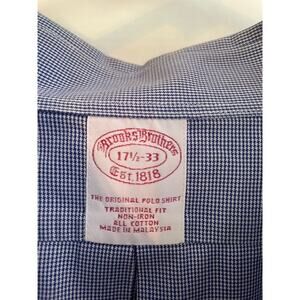 Brooks Brothers
17½-33
Est. 1818
THE ORIGINAL POLO SHIRT
TRADITIONAL FIT
NON-IRON
ALL COTTON
MADE IN MALAYSIA